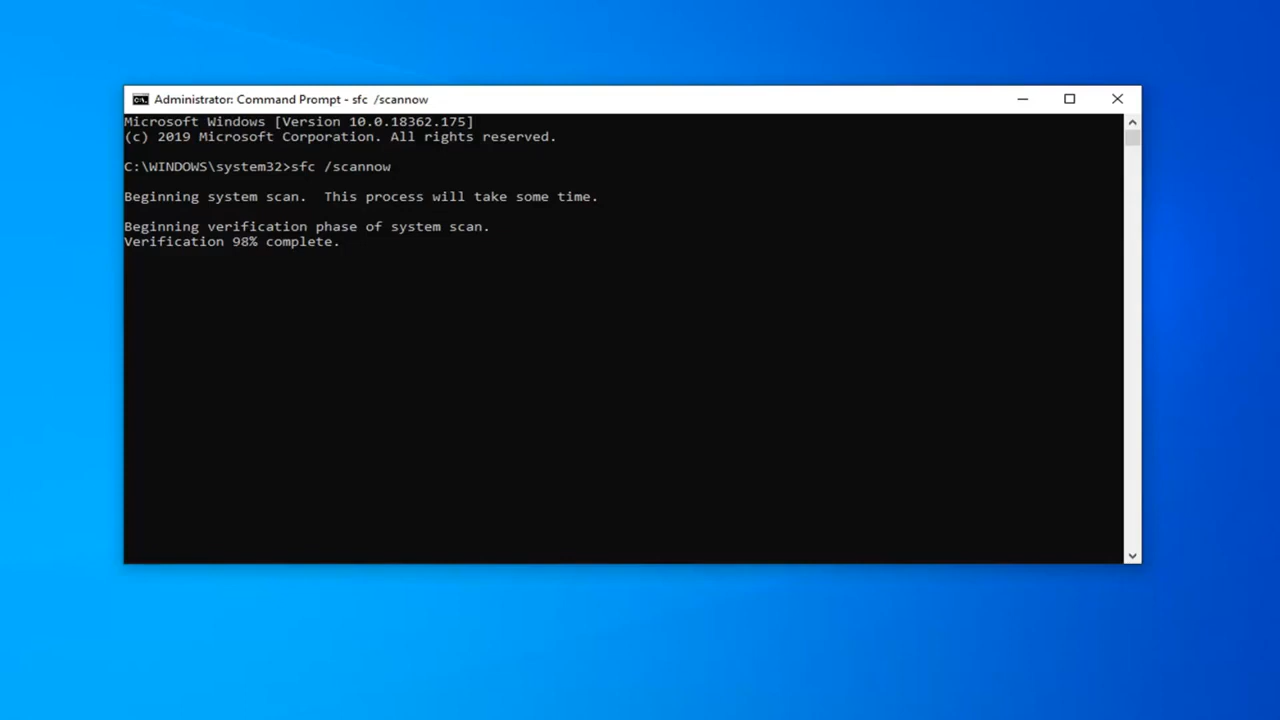 Administrator: Command Prompt - sfc  /scannow
Microsoft Windows [Version 10.0.18362.175]
(c) 2019 Microsoft Corporation. All rights reserved.
C:\WINDOWS\system32>sfc /scannow
Beginning system scan.  This process will take some time.
Beginning verification phase of system scan.
Verification 98% complete.